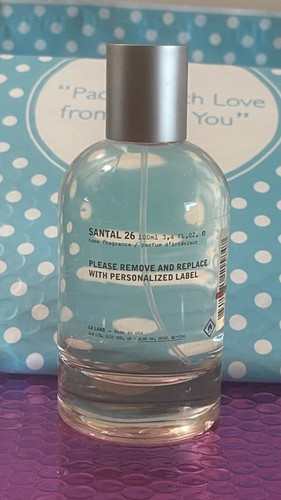 "Pac th Love
from You"
SANTAL 26 100ml 3,4 FL.OZ. ℮
home fragrance / parfum d'intérieur
PLEASE REMOVE AND REPLACE
WITH PERSONALIZED LABEL
LE LABO — Made in USA